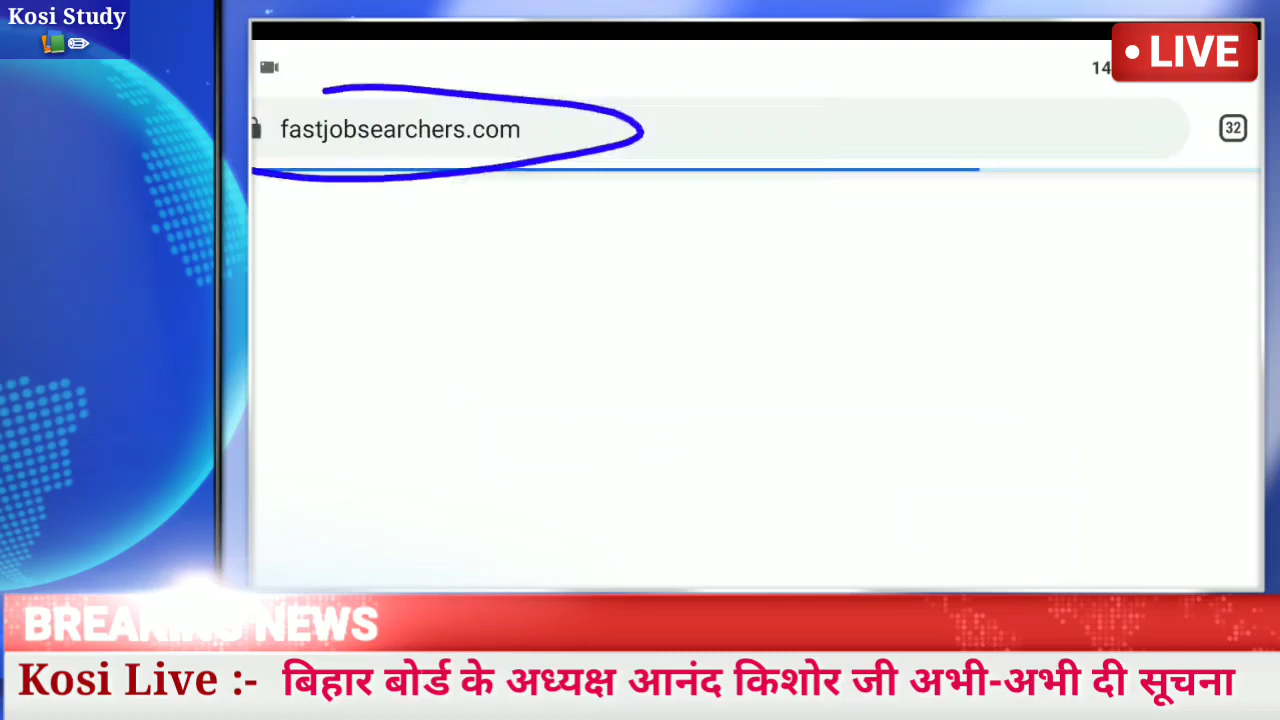 Kosi Study
LIVE
14
fastjobsearchers.com
32
BREAKING NEWS
Kosi Live :- बिहार बोर्ड के अध्यक्ष आनंद किशोर जी अभी-अभी दी सूचना